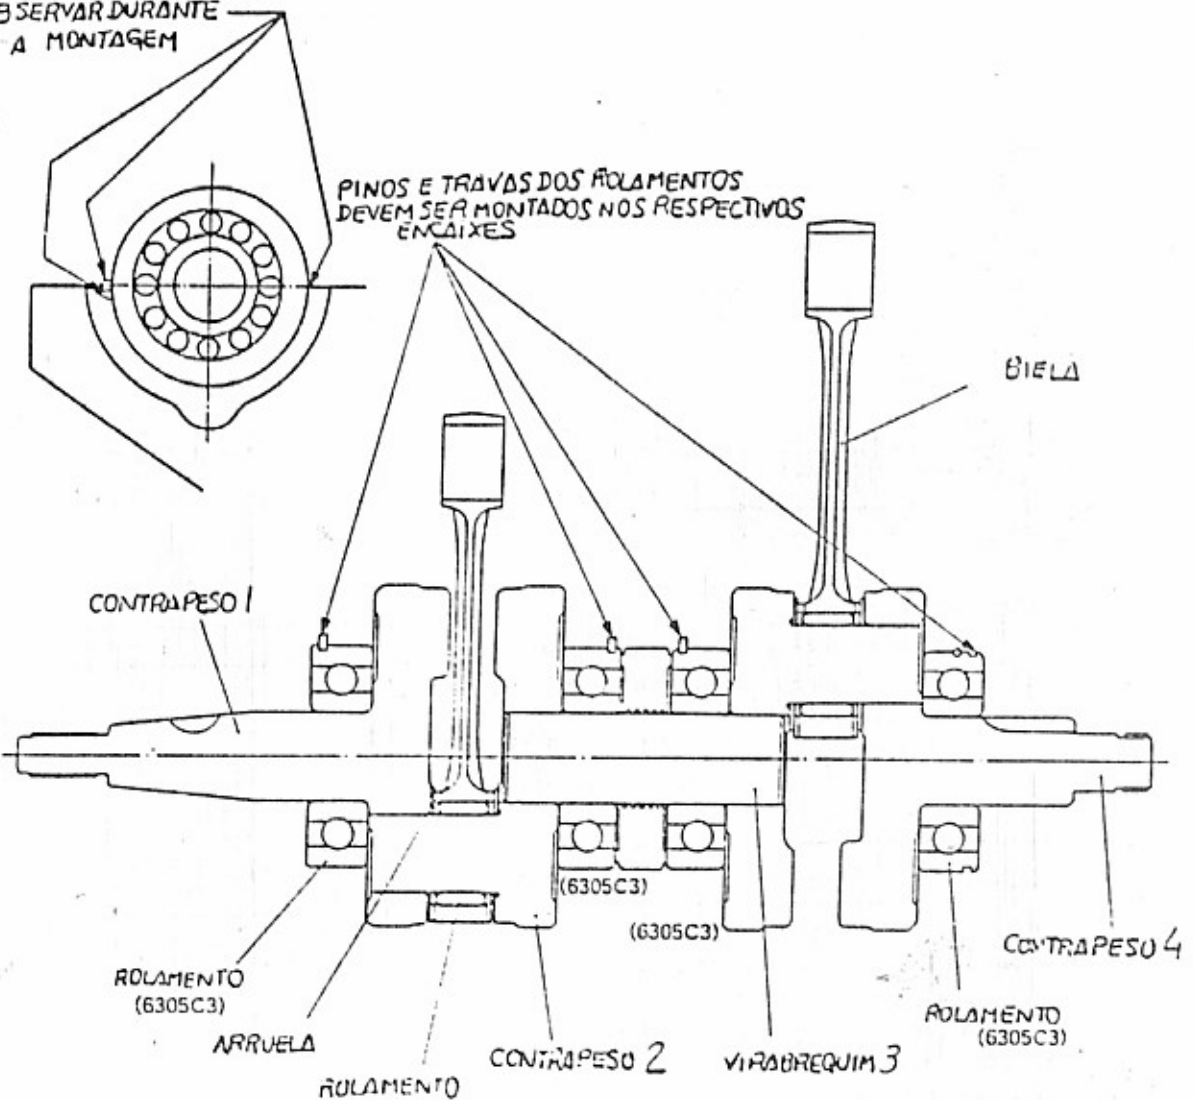 BSERVAR DURANTE
A MONTAGEM
PINOS E TRAVAS DOS ROLAMENTOS
DEVEM SER MONTADOS NOS RESPECTIVOS
ENCAIXES
BIELA
CONTRAPESO 1
(6305C3)
(6305C3)
CONTRAPESO 4
ROLAMENTO
(6305C3)
ROLAMENTO
(6305C3)
ARRUELA
CONTRAPESO 2
VIRABREQUIM 3
ROLAMENTO